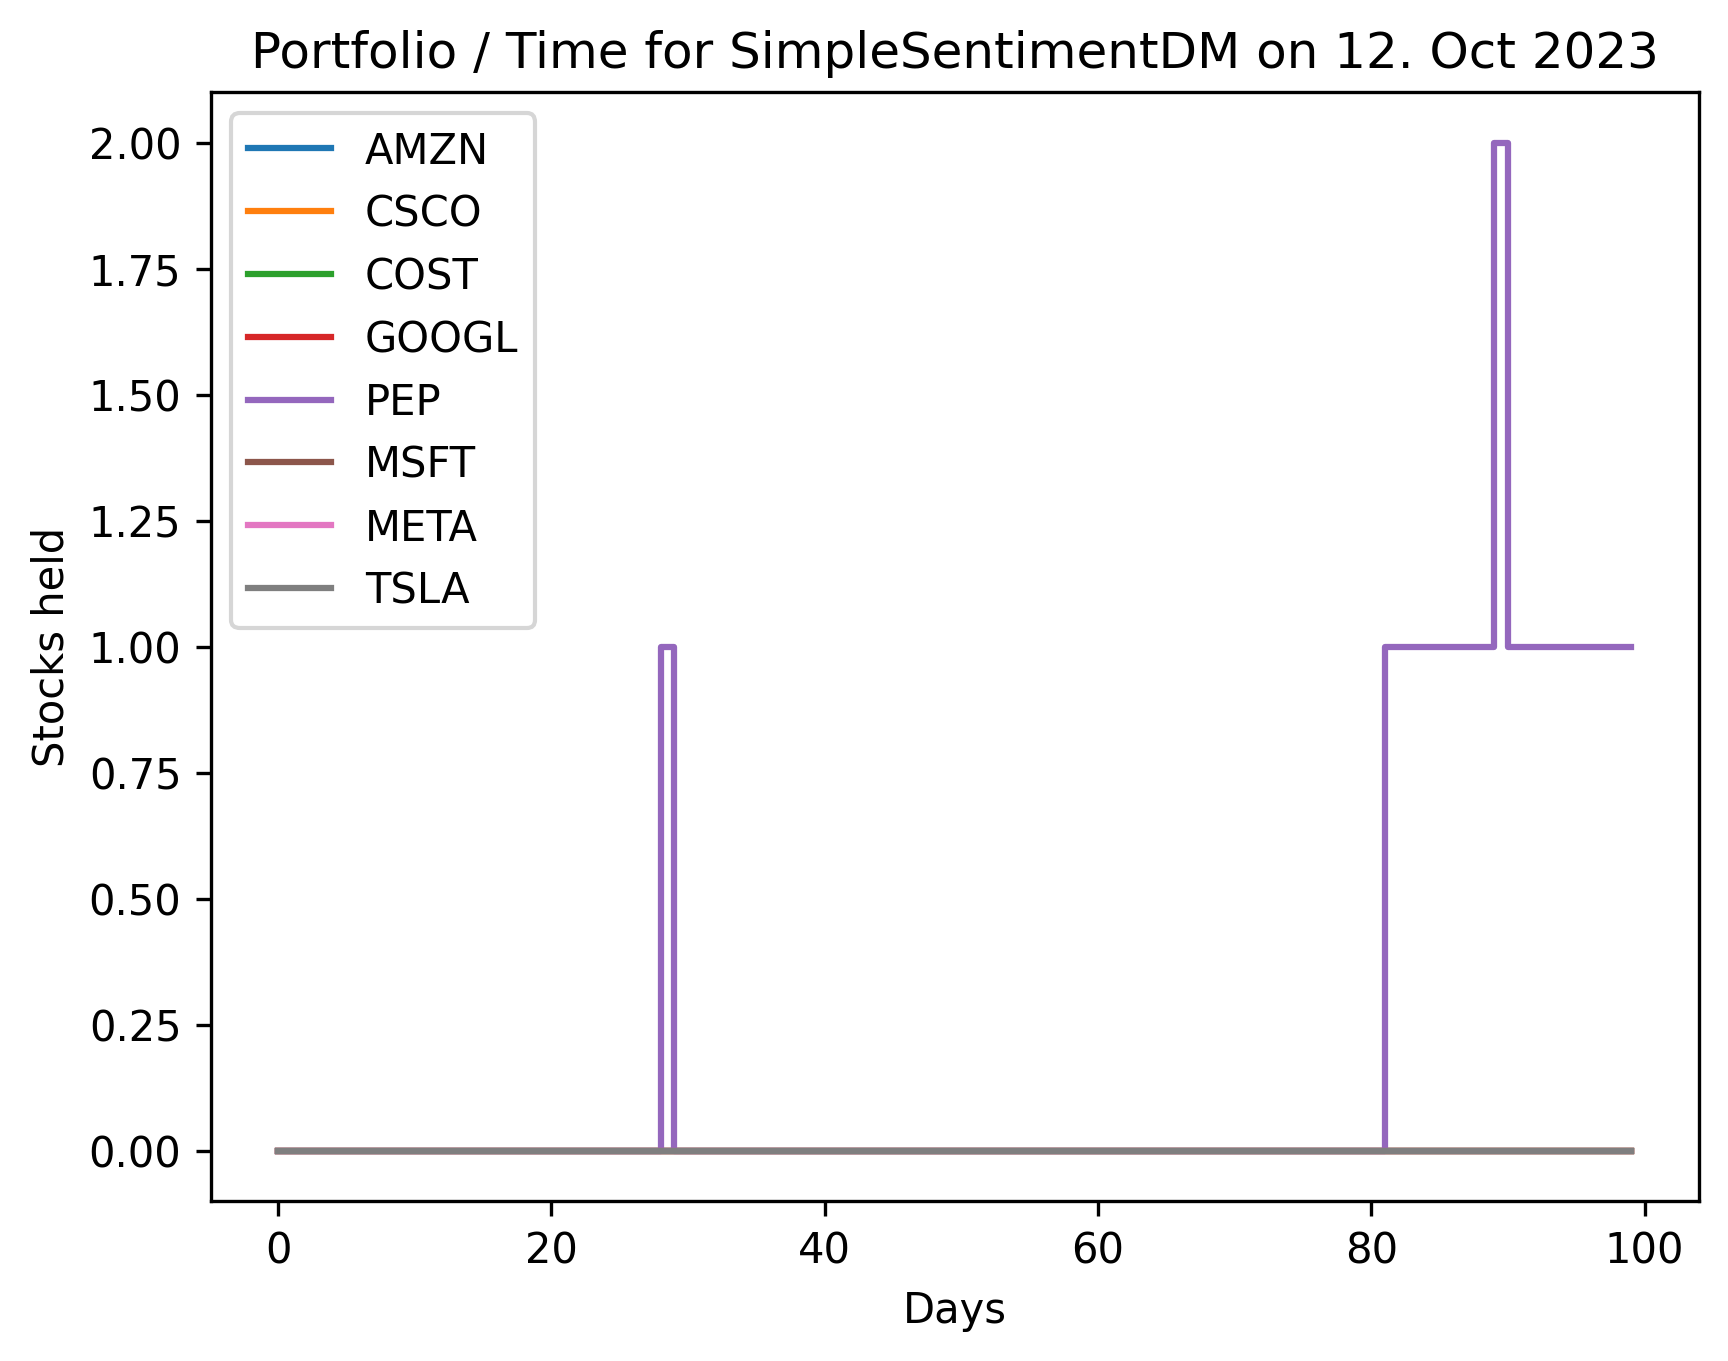 Portfolio / Time for SimpleSentimentDM on 12. Oct 2023
AMZN
CSCO
COST
GOOGL
PEP
MSFT
META
TSLA
Stocks held
2.00
1.75
1.50
1.25
1.00
0.75
0.50
0.25
0.00
0 20 40 60 80 100
Days